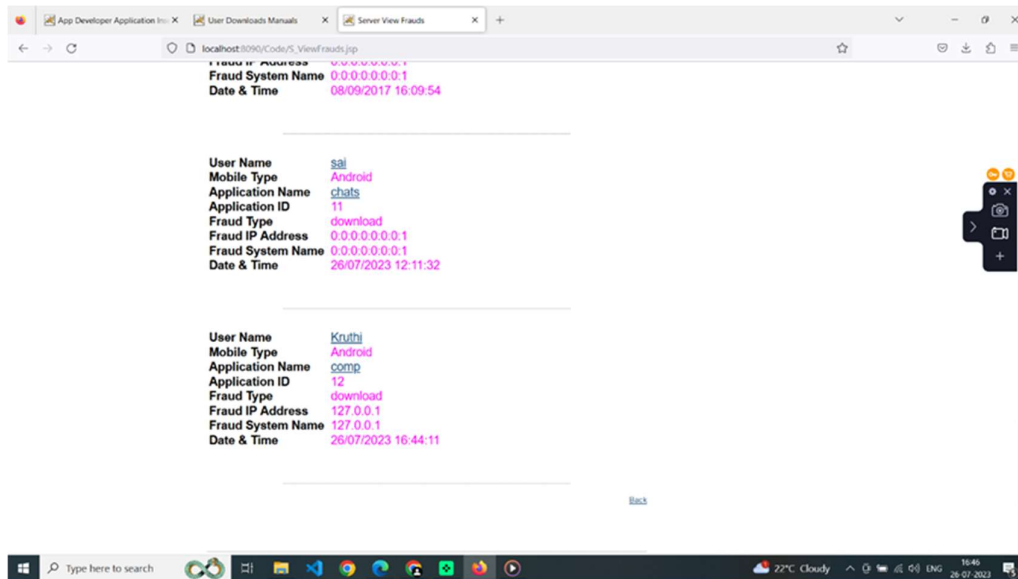 App Developer Application Ins
User Downloads Manuals
Server View Frauds
localhost:8090/Code/S_ViewFrauds.jsp
Fraud IP Address 0:0:0:0:0:0:0:1
Fraud System Name 0:0:0:0:0:0:0:1
Date & Time 08/09/2017 16:09:54
User Name sai
Mobile Type Android
Application Name chats
Application ID 11
Fraud Type download
Fraud IP Address 0:0:0:0:0:0:0:1
Fraud System Name 0:0:0:0:0:0:0:1
Date & Time 26/07/2023 12:11:32
User Name Kruthi
Mobile Type Android
Application Name comp
Application ID 12
Fraud Type download
Fraud IP Address 127.0.0.1
Fraud System Name 127.0.0.1
Date & Time 26/07/2023 16:44:11
Back
Type here to search
22°C Cloudy
ENG
16:46
26-07-2023